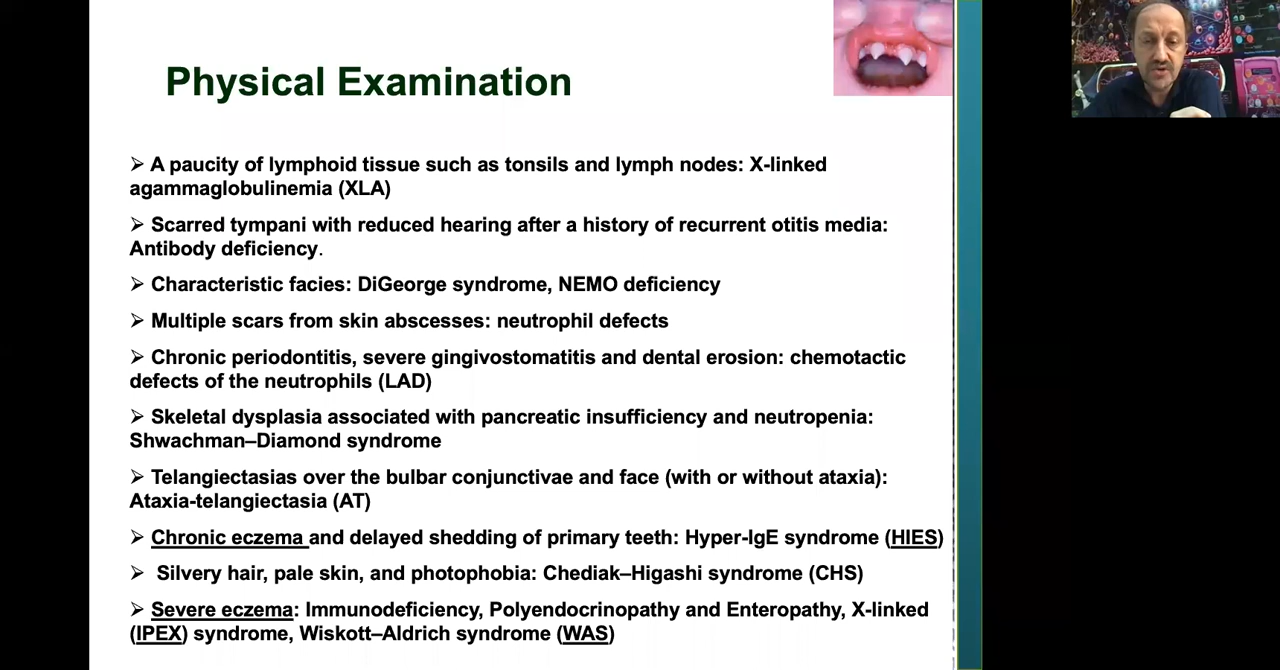 Physical Examination
➢ A paucity of lymphoid tissue such as tonsils and lymph nodes: X-linked
agammaglobulinemia (XLA)
➢ Scarred tympani with reduced hearing after a history of recurrent otitis media:
Antibody deficiency.
➢ Characteristic facies: DiGeorge syndrome, NEMO deficiency
➢ Multiple scars from skin abscesses: neutrophil defects
➢ Chronic periodontitis, severe gingivostomatitis and dental erosion: chemotactic
defects of the neutrophils (LAD)
➢ Skeletal dysplasia associated with pancreatic insufficiency and neutropenia:
Shwachman–Diamond syndrome
➢ Telangiectasias over the bulbar conjunctivae and face (with or without ataxia):
Ataxia-telangiectasia (AT)
➢ Chronic eczema and delayed shedding of primary teeth: Hyper-IgE syndrome (HIES)
➢ Silvery hair, pale skin, and photophobia: Chediak–Higashi syndrome (CHS)
➢ Severe eczema: Immunodeficiency, Polyendocrinopathy and Enteropathy, X-linked
(IPEX) syndrome, Wiskott–Aldrich syndrome (WAS)